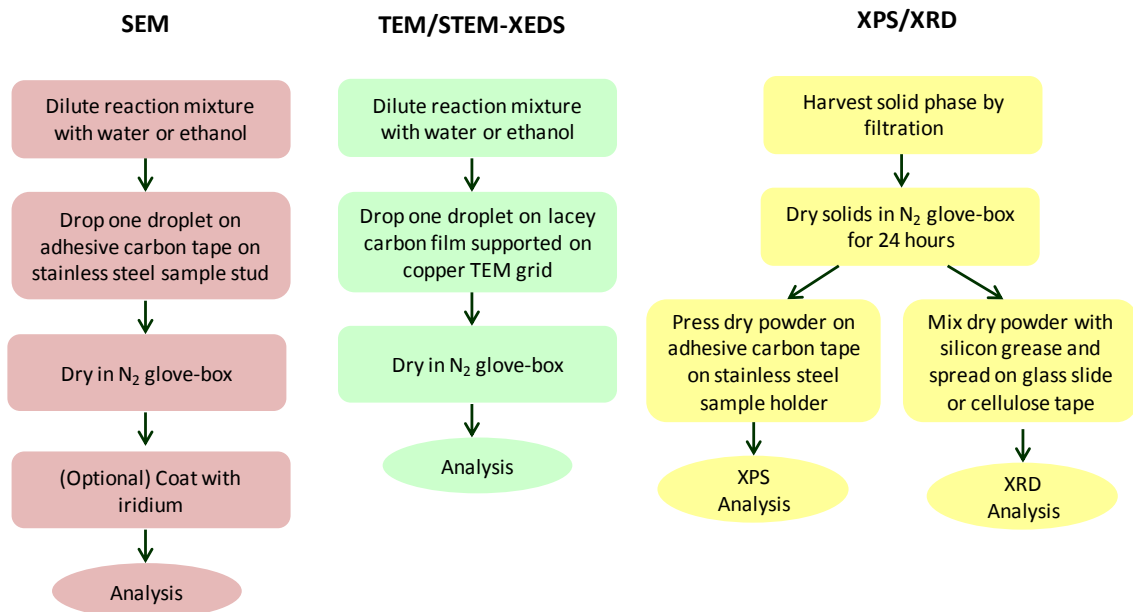 SEM
Dilute reaction mixture
with water or ethanol
Drop one droplet on
adhesive carbon tape on
stainless steel sample stud
Dry in N₂ glove-box
(Optional) Coat with
iridium
Analysis
TEM/STEM-XEDS
Dilute reaction mixture
with water or ethanol
Drop one droplet on lacey
carbon film supported on
copper TEM grid
Dry in N₂ glove-box
Analysis
XPS/XRD
Harvest solid phase by
filtration
Dry solids in N₂ glove-box
for 24 hours
Press dry powder on
adhesive carbon tape
on stainless steel
sample holder
XPS
Analysis
Mix dry powder with
silicon grease and
spread on glass slide
or cellulose tape
XRD
Analysis